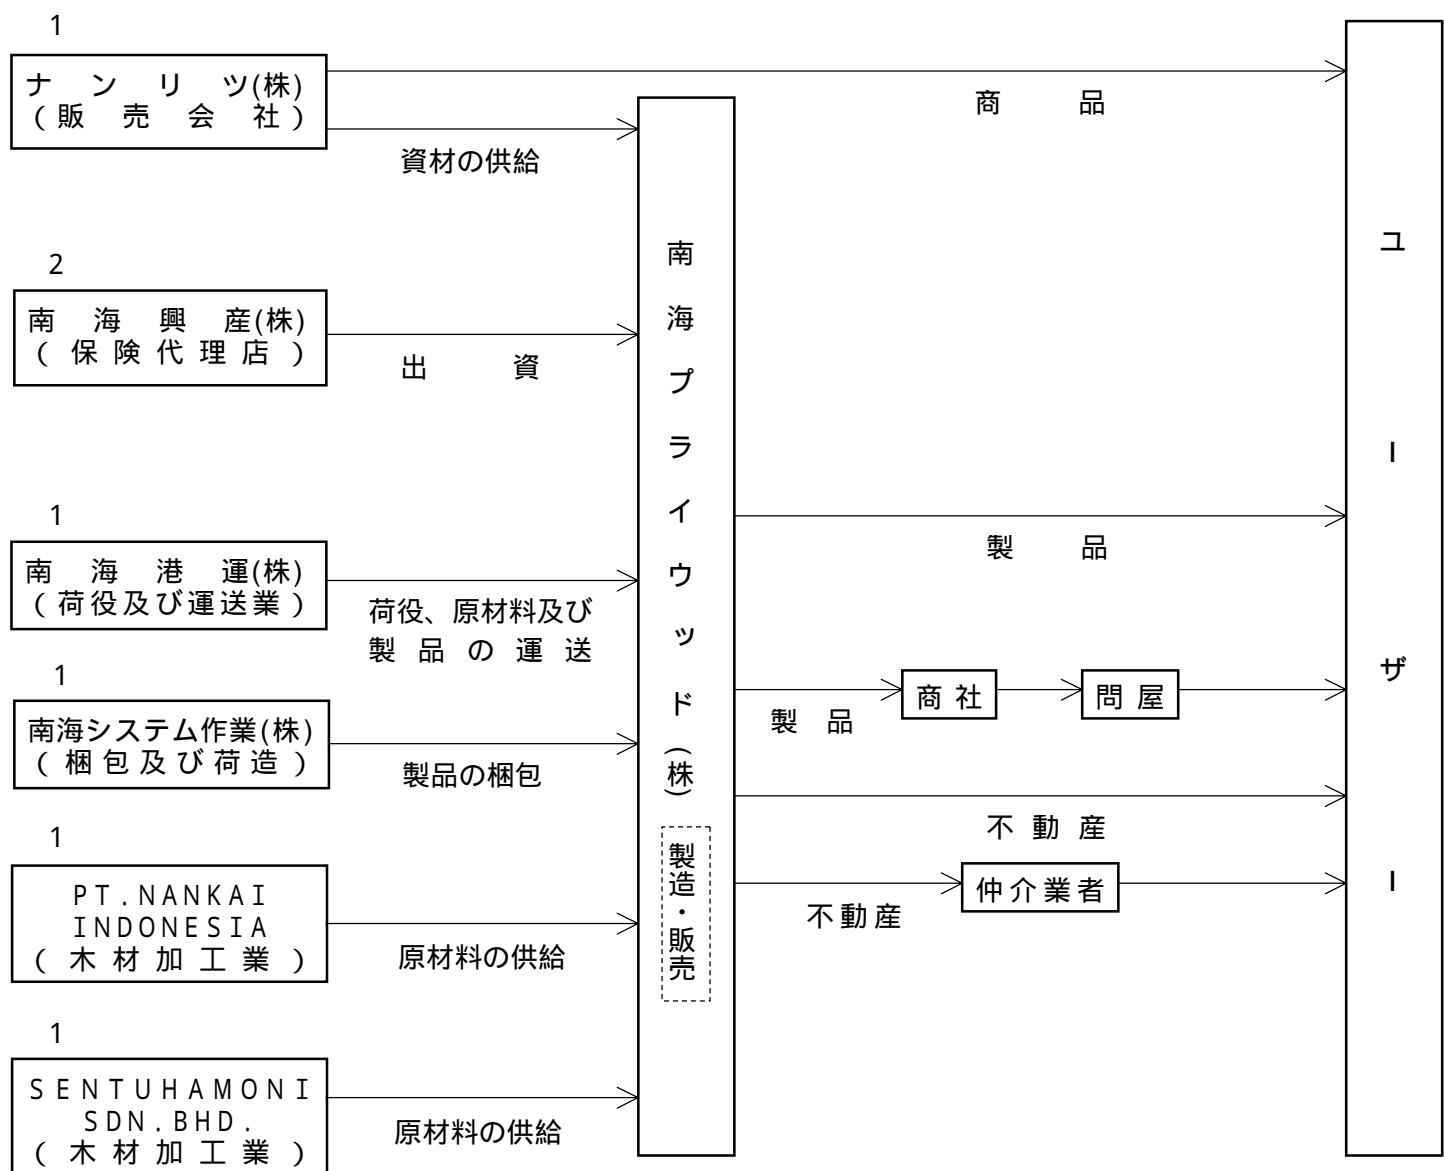 1
ナンリツ(株)
(販売会社)
商品
資材の供給
2
南海興産(株)
(保険代理店)
出資
1
南海港運(株)
(荷役及び運送業)
荷役、原材料及び
製品の運送
1
南海システム作業(株)
(梱包及び荷造)
製品の梱包
1
PT.NANKAI
INDONESIA
(木材加工業)
原材料の供給
1
SENTUHAMONI
SDN.BHD.
(木材加工業)
原材料の供給
南海プライウッド(株)
製造・販売
製品
製品
商社
問屋
不動産
不動産
仲介業者
ユーザー